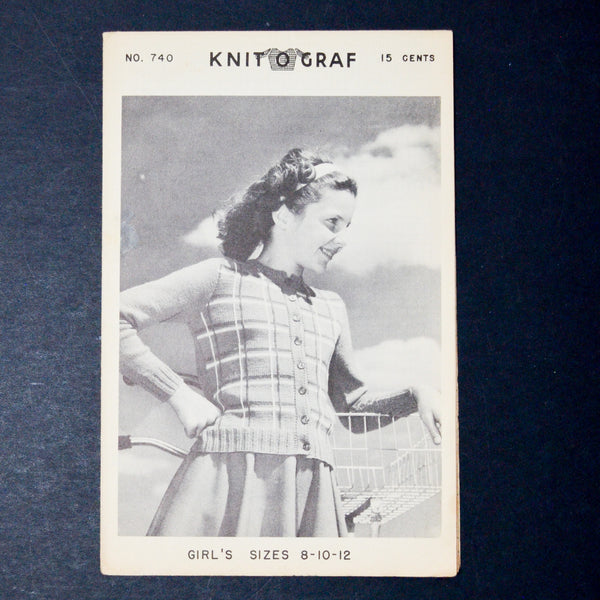 NO. 740 KNIT O GRAF 15 CENTS
GIRL'S SIZES 8-10-12